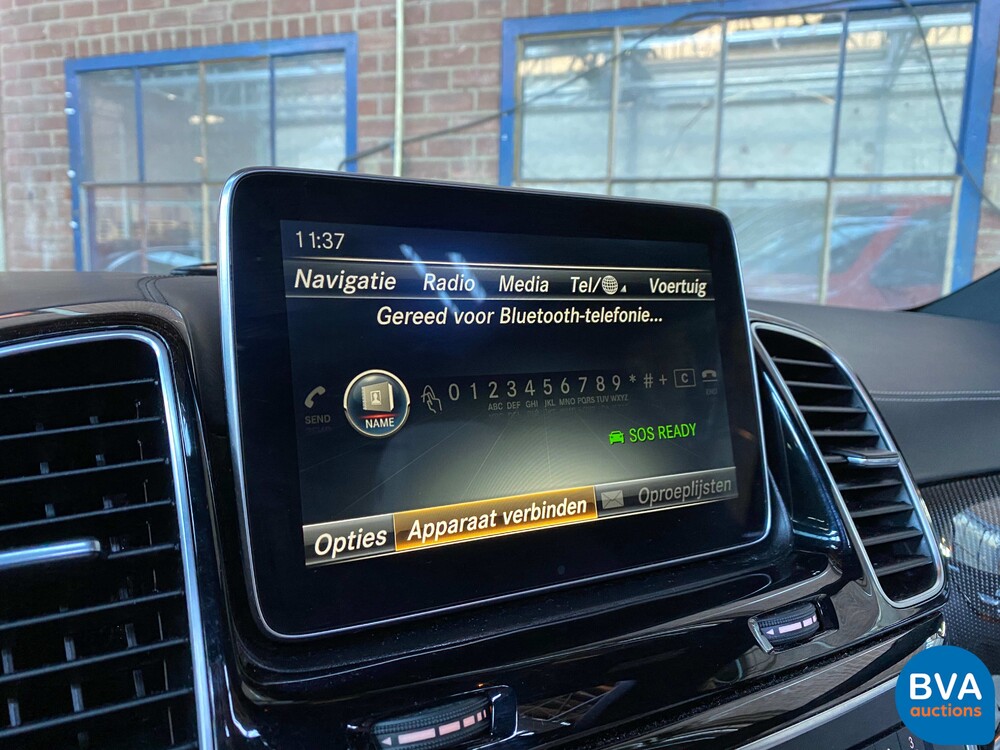 11:37
Navigatie Radio Media Tel/ Voertuig
Gereed voor Bluetooth-telefonie...
SEND NAME 0 1 2 3 4 5 6 7 8 9 * # + C
ABC DEF GHI JKL MNO PQRS TUV WXYZ
SOS READY
Opties Apparaat verbinden Oproeplijsten
BVA
auctions
3